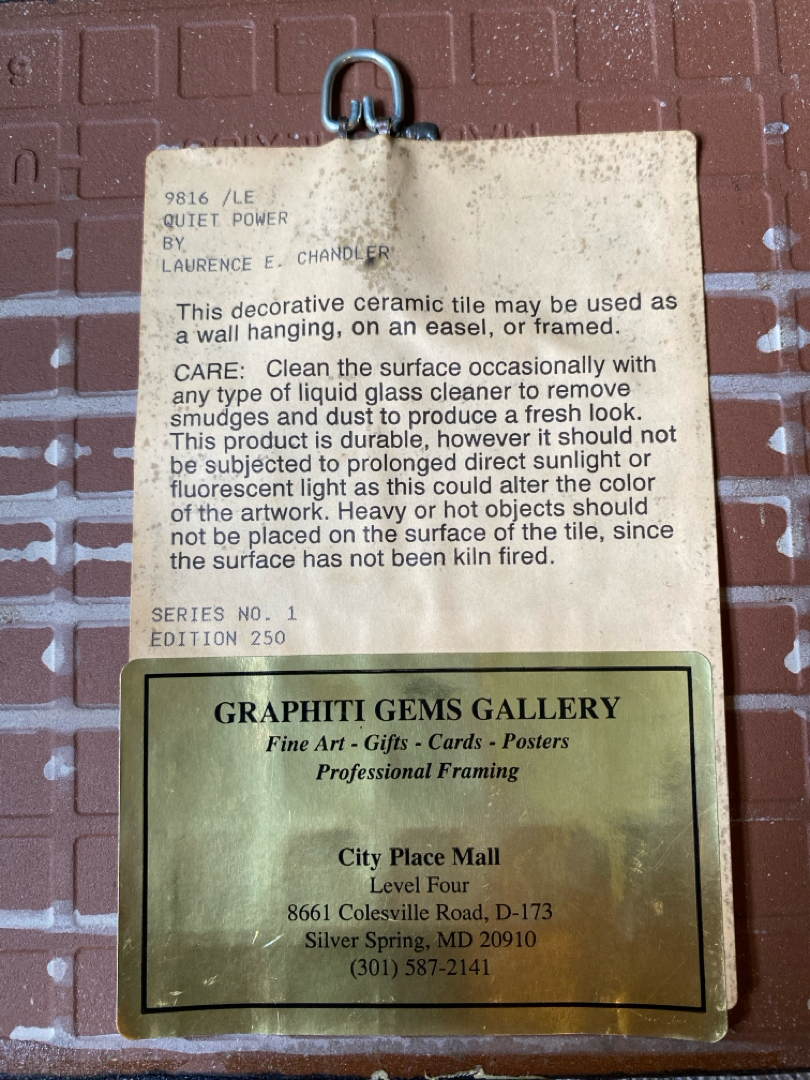 9816 /LE
QUIET POWER
BY
LAURENCE E. CHANDLER
This decorative ceramic tile may be used as
a wall hanging, on an easel, or framed.
CARE: Clean the surface occasionally with
any type of liquid glass cleaner to remove
smudges and dust to produce a fresh look.
This product is durable, however it should not
be subjected to prolonged direct sunlight or
fluorescent light as this could alter the color
of the artwork. Heavy or hot objects should
not be placed on the surface of the tile, since
the surface has not been kiln fired.
SERIES NO. 1
EDITION 250
GRAPHITI GEMS GALLERY
Fine Art - Gifts - Cards - Posters
Professional Framing
City Place Mall
Level Four
8661 Colesville Road, D-173
Silver Spring, MD 20910
(301) 587-2141